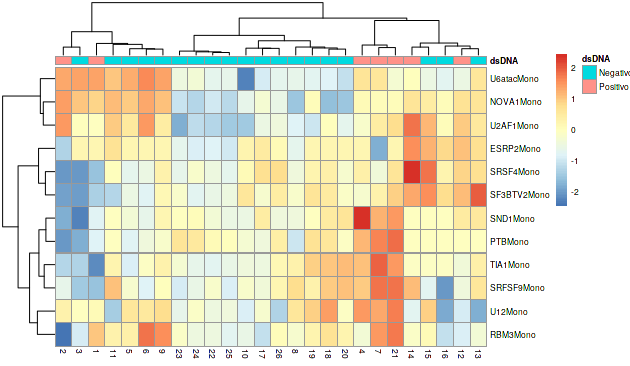 dsDNA
dsDNA
Negative
Positive
2
1
0
-1
-2
U6atacMono
NOVA1Mono
U2AF1Mono
ESRP2Mono
SRSF4Mono
SF3BTV2Mono
SND1Mono
PTBMono
TIA1Mono
SRFSF9Mono
U12Mono
RBM3Mono
2 3 1 11 5 6 9 23 24 22 25 10 17 26 8 19 18 20 4 7 21 14 15 16 12 13